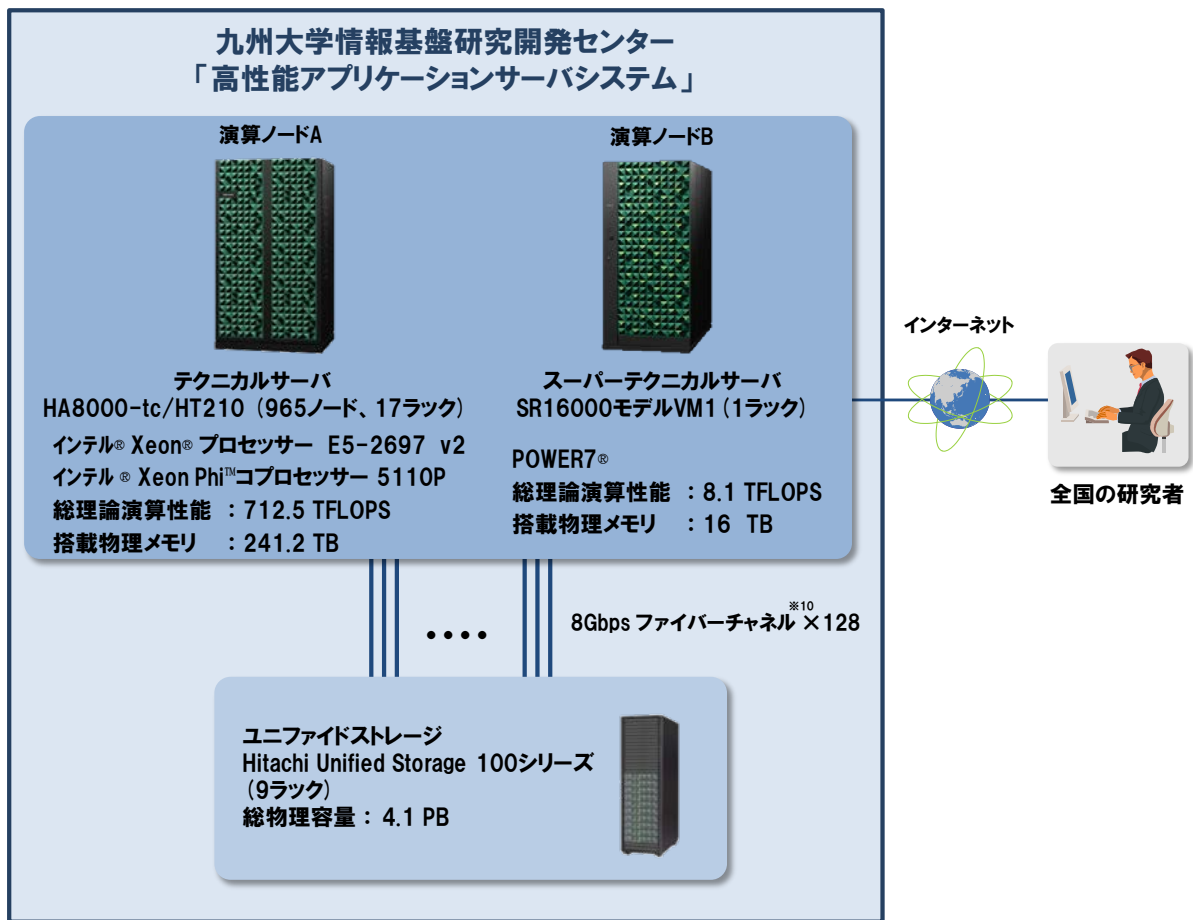 九州大学情報基盤研究開発センター
「高性能アプリケーションサーバシステム」
演算ノードA
演算ノードB
テクニカルサーバ
HA8000-tc/HT210（965ノード、17ラック）
インテル® Xeon® プロセッサー E5-2697 v2
インテル ® Xeon Phi™コプロセッサー 5110P
総理論演算性能 ：712.5 TFLOPS
搭載物理メモリ ：241.2 TB
スーパーテクニカルサーバ
SR16000モデルVM1（1ラック）
POWER7®
総理論演算性能 ：8.1 TFLOPS
搭載物理メモリ ：16 TB
インターネット
全国の研究者
8Gbps ファイバーチャネル※10 ×128
ユニファイドストレージ
Hitachi Unified Storage 100シリーズ
（9ラック）
総物理容量： 4.1 PB